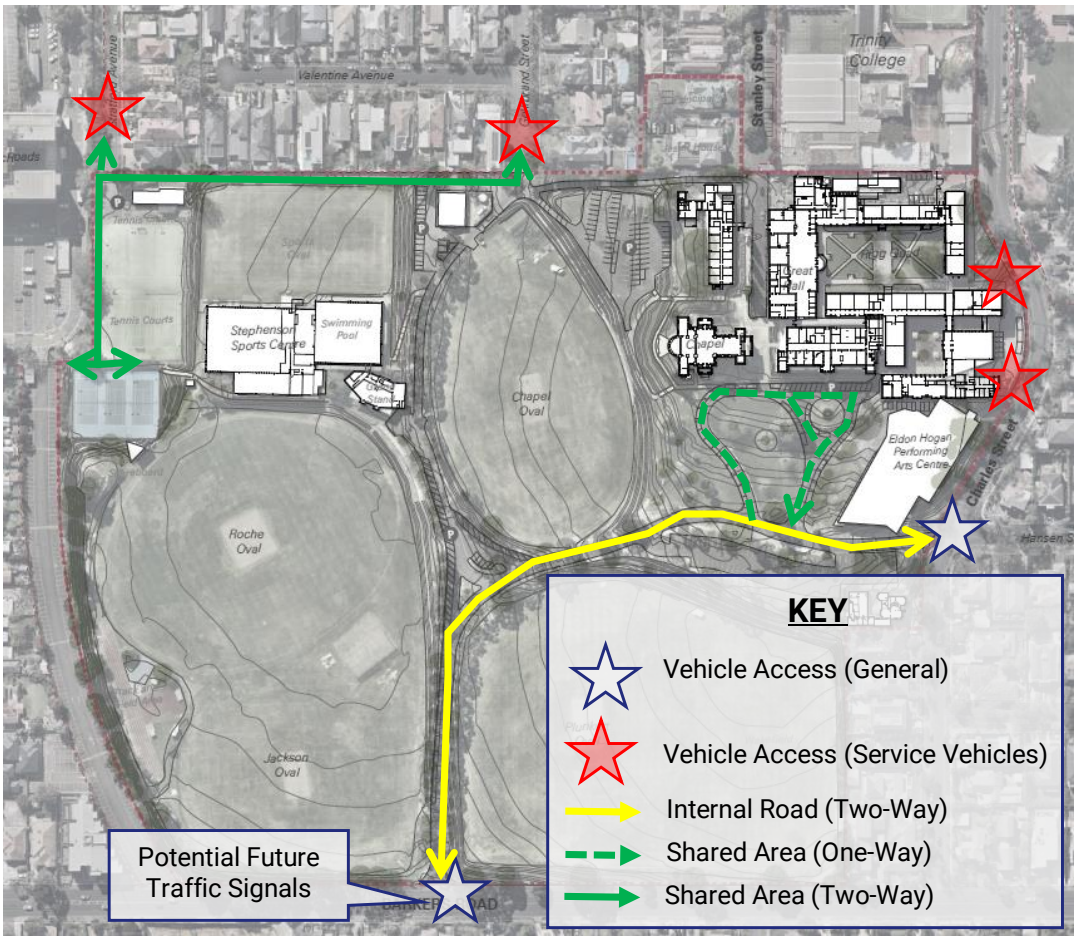 Valentine Avenue
Stanley Street
Trinity
College
Tennis Courts
Stephenson
Sports Centre
Swimming
Pool
Stand
Chapel
Oval
Chapel
Great
Hall
P
P
P
P
Eldon Hogan
Performing
Arts Centre
Charles Street
Roche
Oval
Jackson
Oval
KEY
Vehicle Access (General)
Vehicle Access (Service Vehicles)
Internal Road (Two-Way)
Shared Area (One-Way)
Shared Area (Two-Way)
Potential Future
Traffic Signals